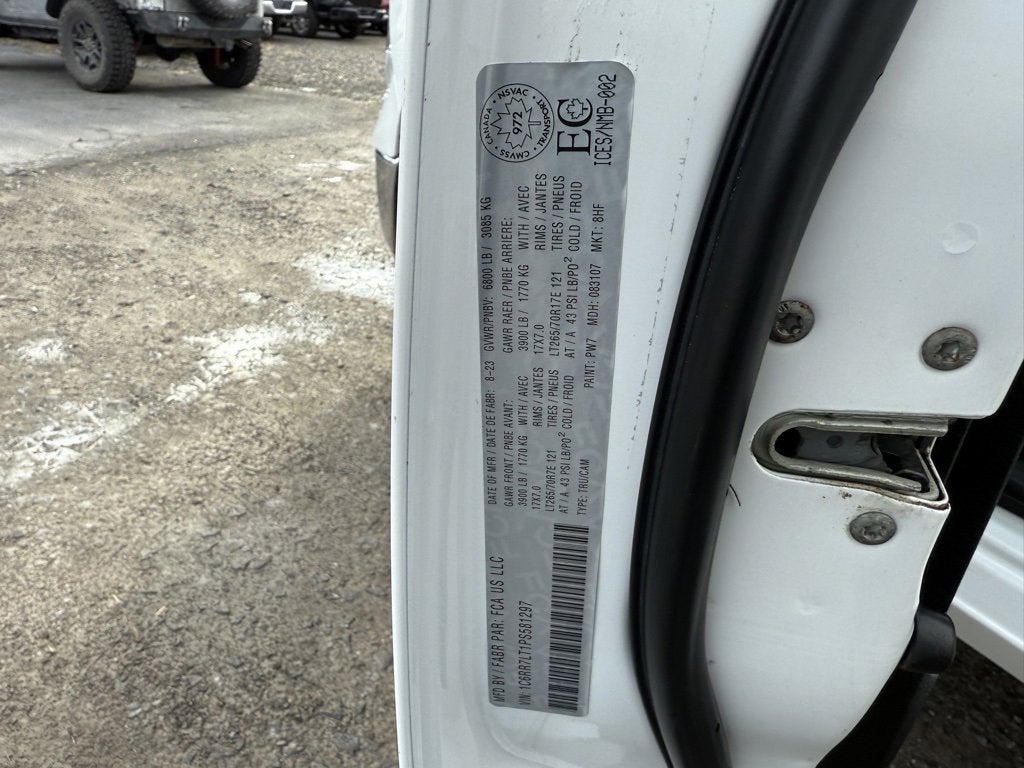 MFD BY / FABR PAR: FCA US LLC
DATE OF MFR / DATE DE FABR: 8-23 GVWR/PNBV: 6800 LB / 3085 KG
GAWR FRONT / PNBE AVANT: GAWR RAER / PNBE ARRIERE:
3900 LB / 1770 KG WITH / AVEC 3900 LB / 1770 KG WITH / AVEC
17X7.0 RIMS / JANTES 17X7.0 RIMS / JANTES
LT265/70R7E 121 TIRES / PNEUS LT265/70R17E 121 TIRES / PNEUS
AT / A 43 PSI LB/PO² COLD / FROID AT / A 43 PSI LB/PO² COLD / FROID
VIN: 1C6RR7LT1PS581297
TYPE: TRU/CAM PAINT: PW7 MDH: 083107 MKT: 8HF
CANADA · NSVAC · TRANSPORT · CMVSS
972
EC
ICES/NMB-002